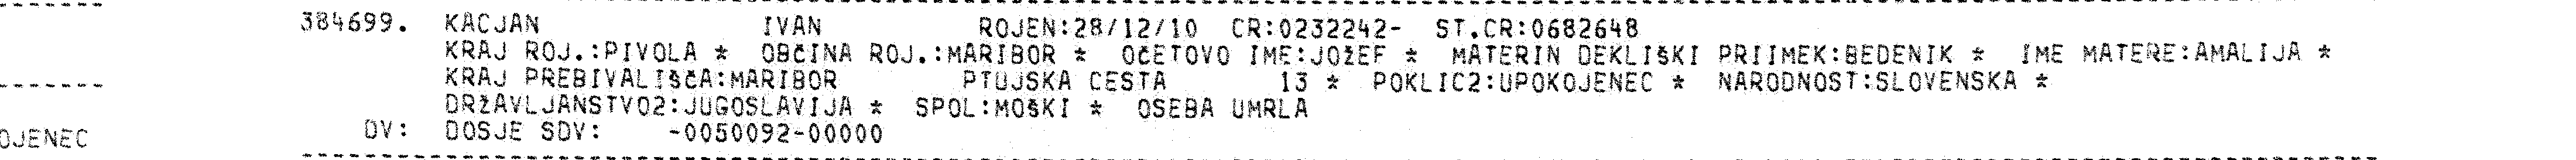 384699. KACJAN IVAN ROJEN:28/12/10 CR:0232242- ST.CR:0682648
KRAJ ROJ.:PIVOLA * OBČINA ROJ.:MARIBOR * OČETOVO IME:JOŽEF * MATERIN DEKLIŠKI PRIIMEK:BEDENIK * IME MATERE:AMALIJA *
KRAJ PREBIVALIŠČA:MARIBOR PTUJSKA CESTA 13 * POKLIC2:UPOKOJENEC * NARODNOST:SLOVENSKA *
DRŽAVLJANSTVO2:JUGOSLAVIJA * SPOL:MOŠKI * OSEBA UMRLA
OJENEC DV: DOSJE SDV: -0050092-00000